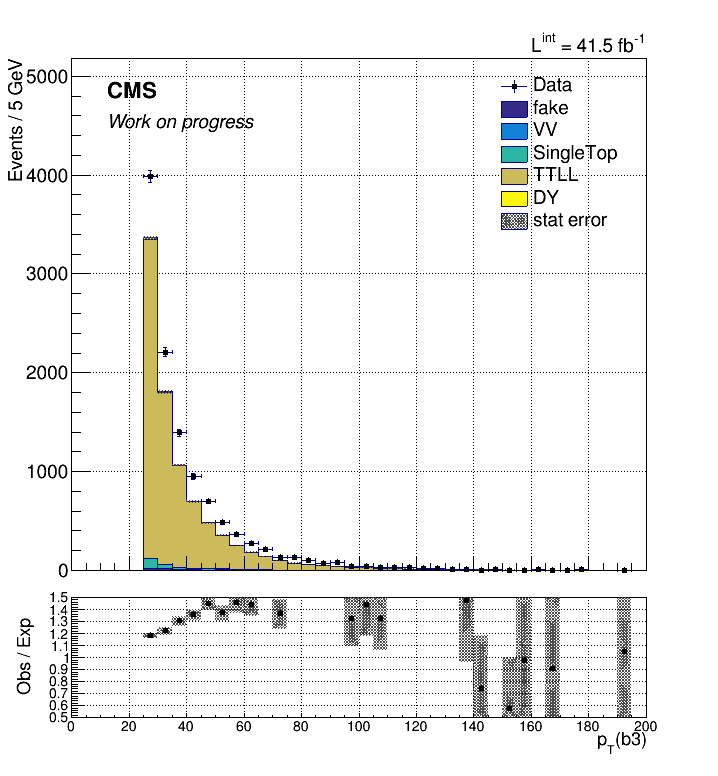 L^int = 41.5 fb^-1
Events / 5 GeV
5000
4000
3000
2000
1000
0
CMS
Work on progress
Data
fake
VV
SingleTop
TTLL
DY
stat error
Obs / Exp
1.5
1.4
1.3
1.2
1.1
1
0.9
0.8
0.7
0.6
0.5
0 20 40 60 80 100 120 140 160 180 200
p_T(b3)